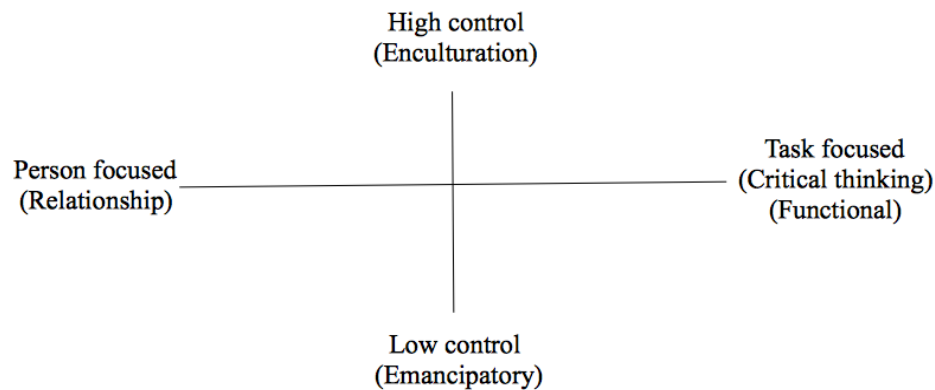 High control
(Enculturation)
Person focused
(Relationship)
Task focused
(Critical thinking)
(Functional)
Low control
(Emancipatory)